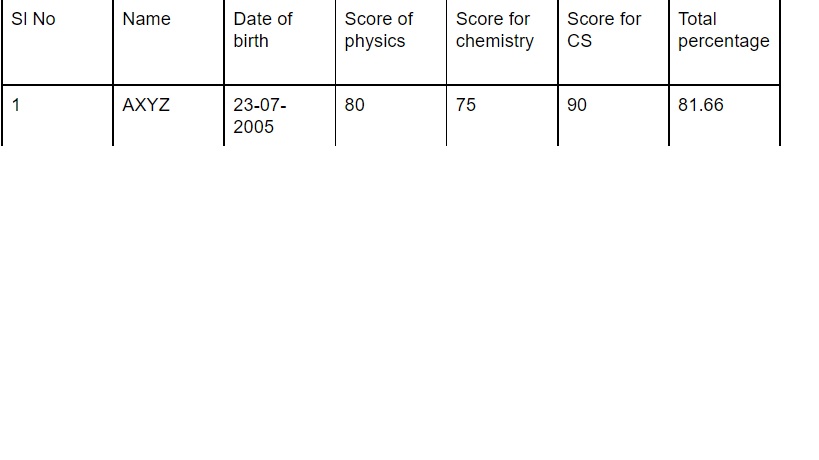 Sl No
Name
Date of
birth
Score of
physics
Score for
chemistry
Score for
CS
Total
percentage
1
AXYZ
23-07-
2005
80
75
90
81.66